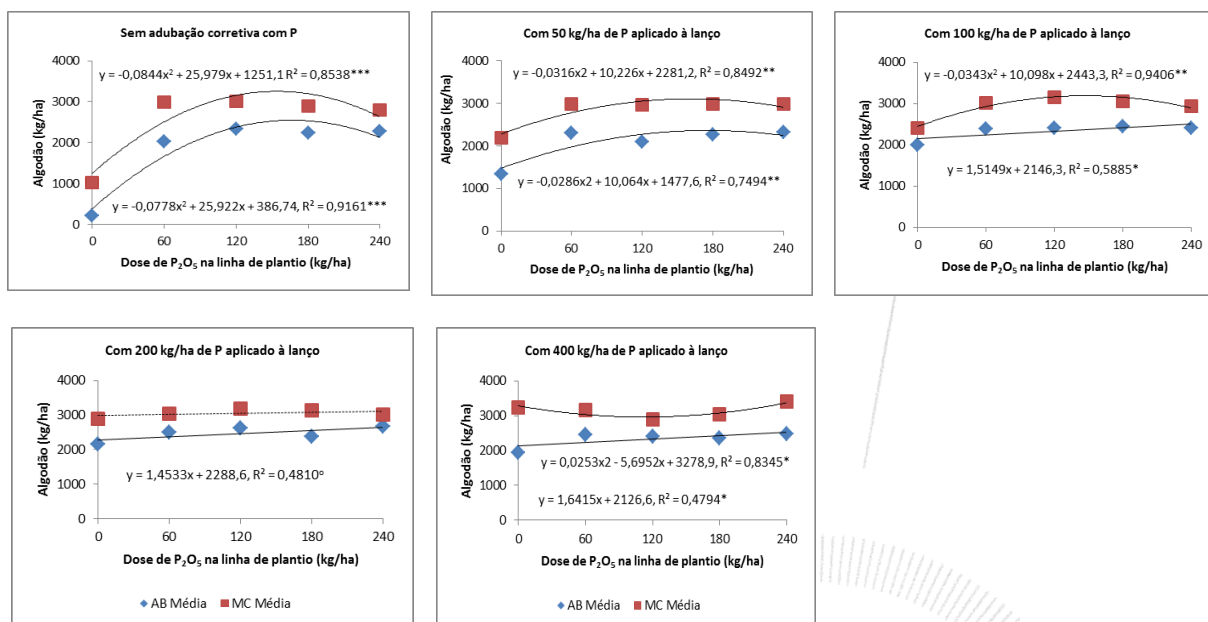 Sem adubação corretiva com P
4000
3000
2000
1000
0
Algodão (kg/ha)
y = -0,0844x² + 25,979x + 1251,1 R² = 0,8538***
y = -0,0778x² + 25,922x + 386,74, R² = 0,9161***
0 60 120 180 240
Dose de P₂O₅ na linha de plantio (kg/ha)
Com 50 kg/ha de P aplicado à lanço
4000
3000
2000
1000
0
Algodão (kg/ha)
y = -0,0316x² + 10,226x + 2281,2, R² = 0,8492**
y = -0,0286x2 + 10,064x + 1477,6, R² = 0,7494**
0 60 120 180 240
Dose de P₂O₅ na linha de plantio (kg/ha)
Com 100 kg/ha de P aplicado à lanço
4000
3000
2000
1000
0
Algodão (kg/ha)
y = -0,0343x² + 10,098x + 2443,3, R² = 0,9406**
y = 1,5149x + 2146,3, R² = 0,5885*
0 60 120 180 240
Dose de P₂O₅ na linha de plantio (kg/ha)
Com 200 kg/ha de P aplicado à lanço
4000
3000
2000
1000
0
Algodão (kg/ha)
y = 1,4533x + 2288,6, R² = 0,4810°
0 60 120 180 240
Dose de P₂O₅ na linha de plantio (kg/ha)
AB Média MC Média
Com 400 kg/ha de P aplicado à lanço
4000
3000
2000
1000
0
Algodão (kg/ha)
y = 0,0253x2 - 5,6952x + 3278,9, R² = 0,8345*
y = 1,6415x + 2126,6, R² = 0,4794*
0 60 120 180 240
Dose de P₂O₅ na linha de plantio (kg/ha)
AB Média MC Média